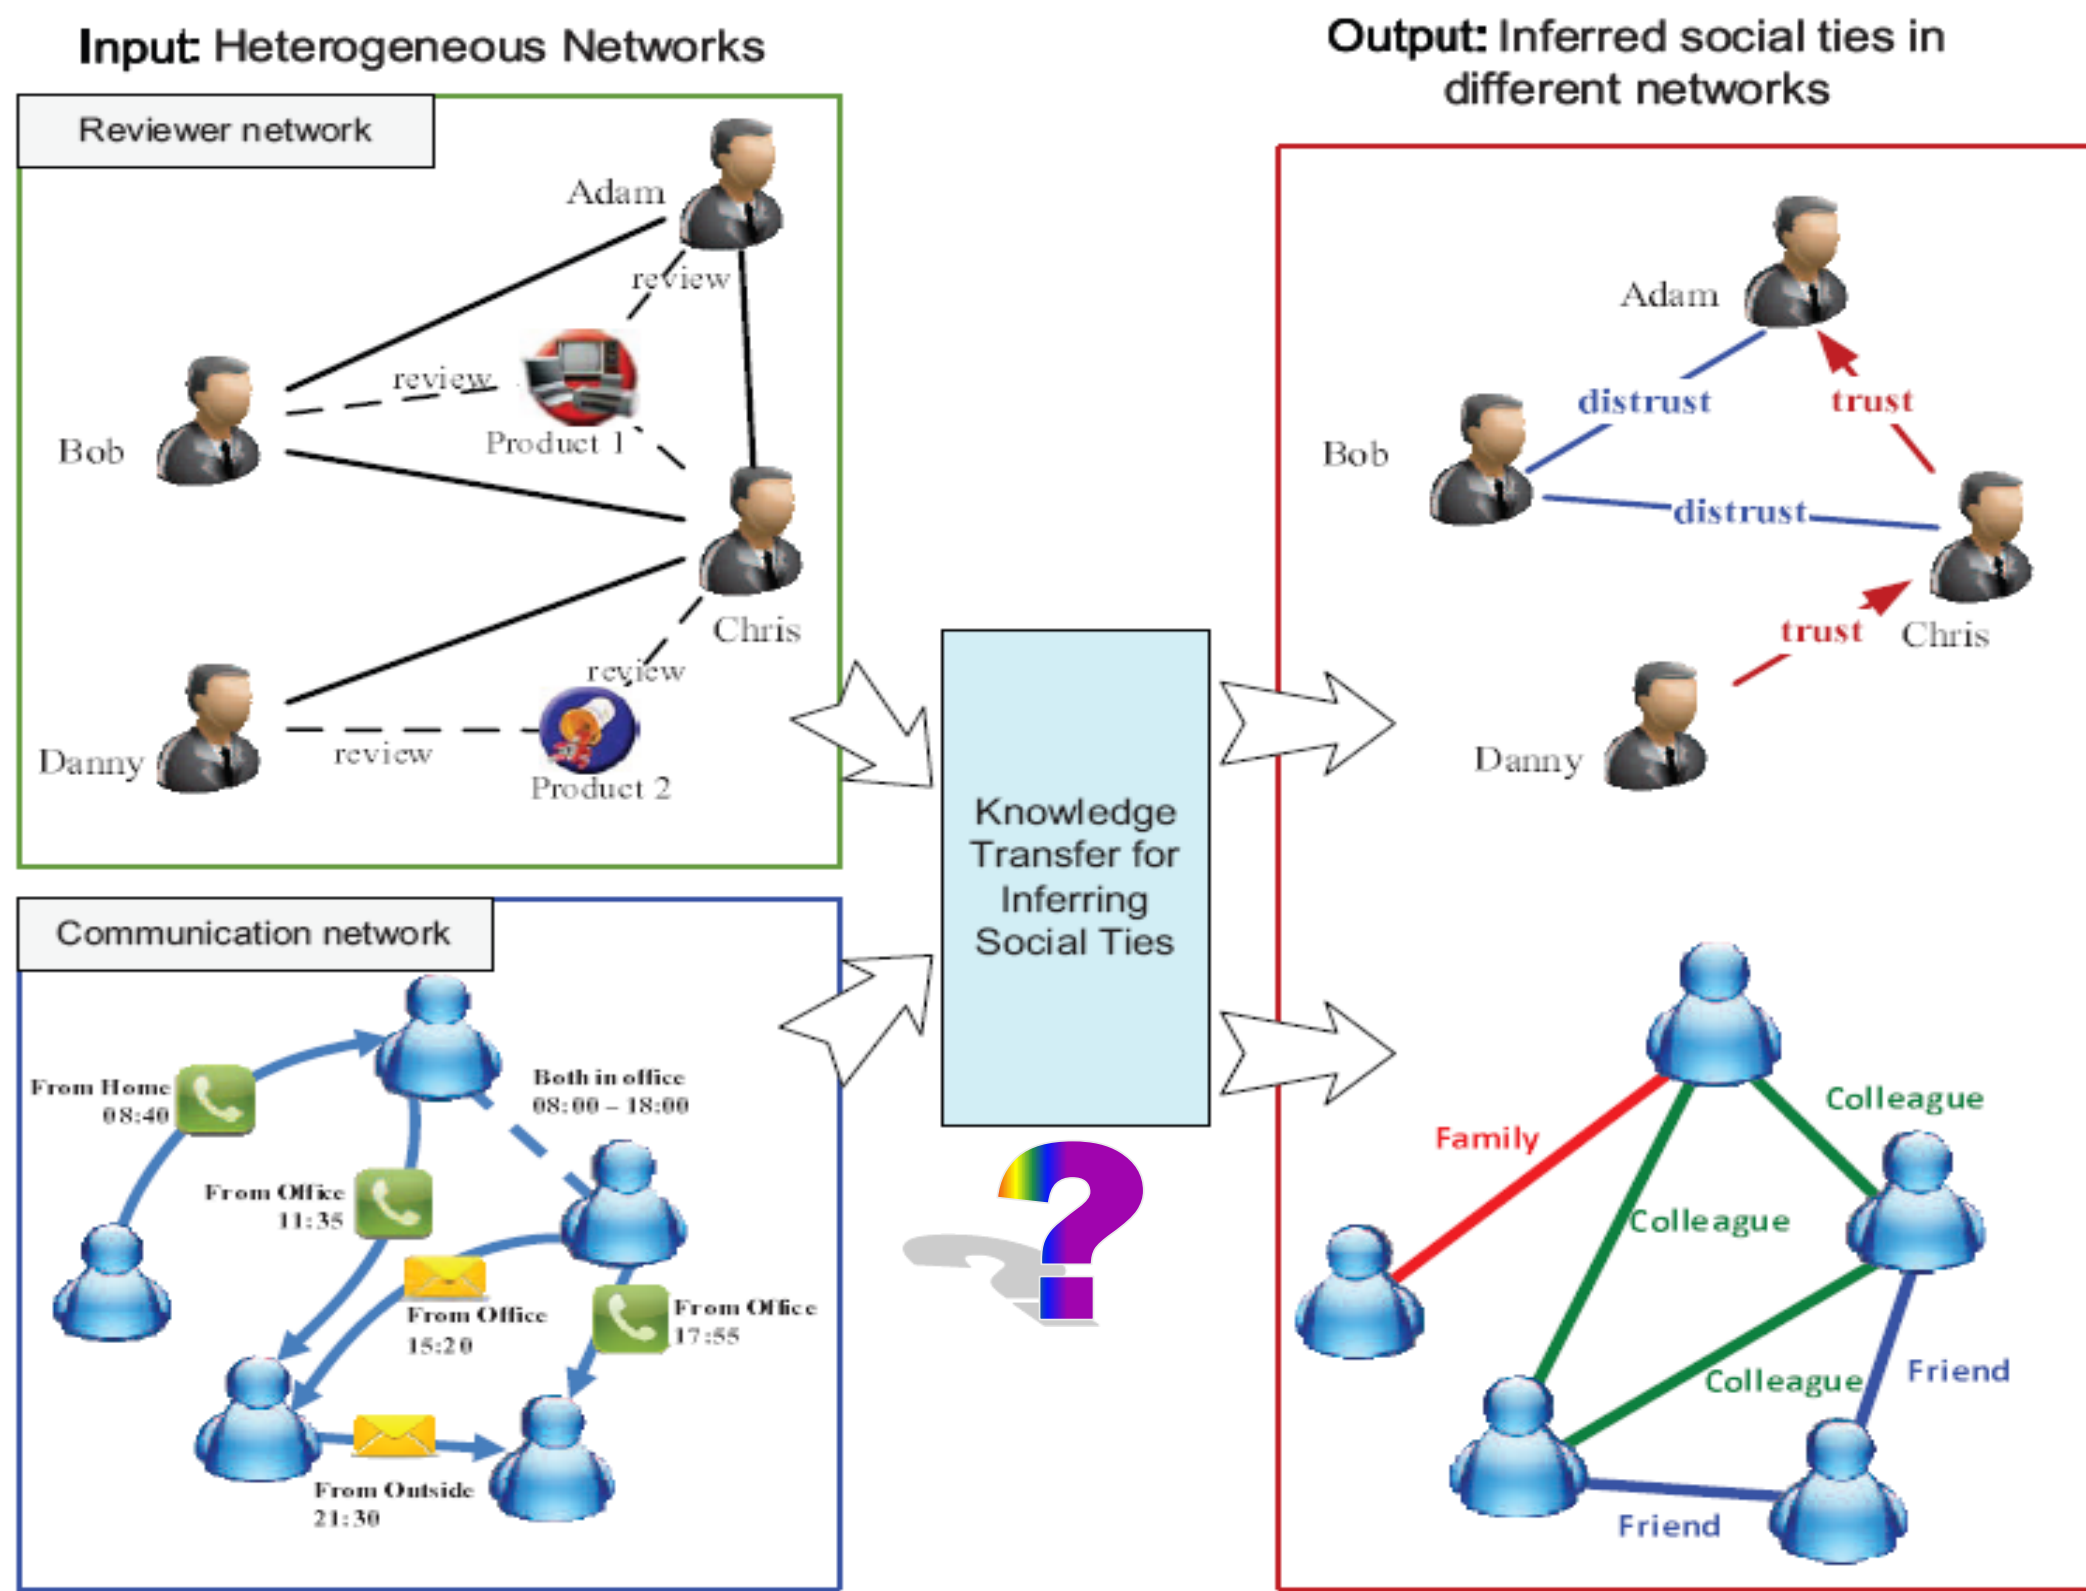 Input: Heterogeneous Networks
Reviewer network
Adam
review
review
Product 1
Bob
Chris
review
Danny
review
Product 2
Communication network
From Home
08:40
Both in office
08:00 – 18:00
From Office
11:35
From Office
15:20
From Office
17:55
From Outside
21:30
Knowledge
Transfer for
Inferring
Social Ties
?
Output: Inferred social ties in
different networks
Adam
distrust
trust
Bob
distrust
trust
Chris
Danny
Colleague
Family
Colleague
Colleague
Friend
Friend